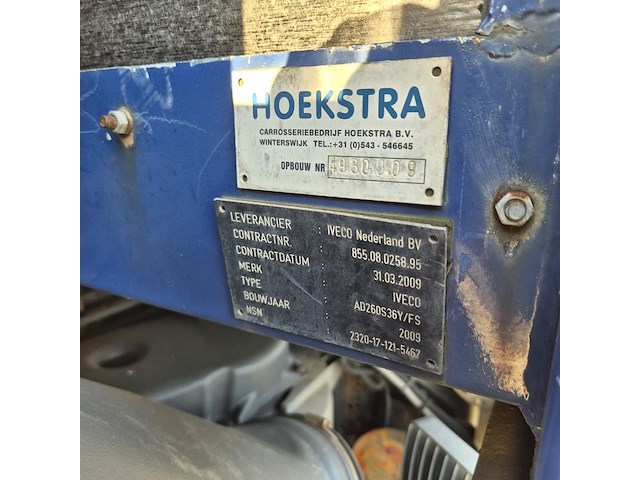 HOEKSTRA
CARROSSERIEBEDRIJF HOEKSTRA B.V.
WINTERSWIJK TEL.:+31 (0)543 - 546645
OPBOUW NR
LEVERANCIER : IVECO Nederland BV
CONTRACTNR. : 855.08.0258.95
CONTRACTDATUM : 31.03.2009
MERK : IVECO
TYPE : AD260S36Y/FS
BOUWJAAR : 2009
NSN : 2320-17-121-5467